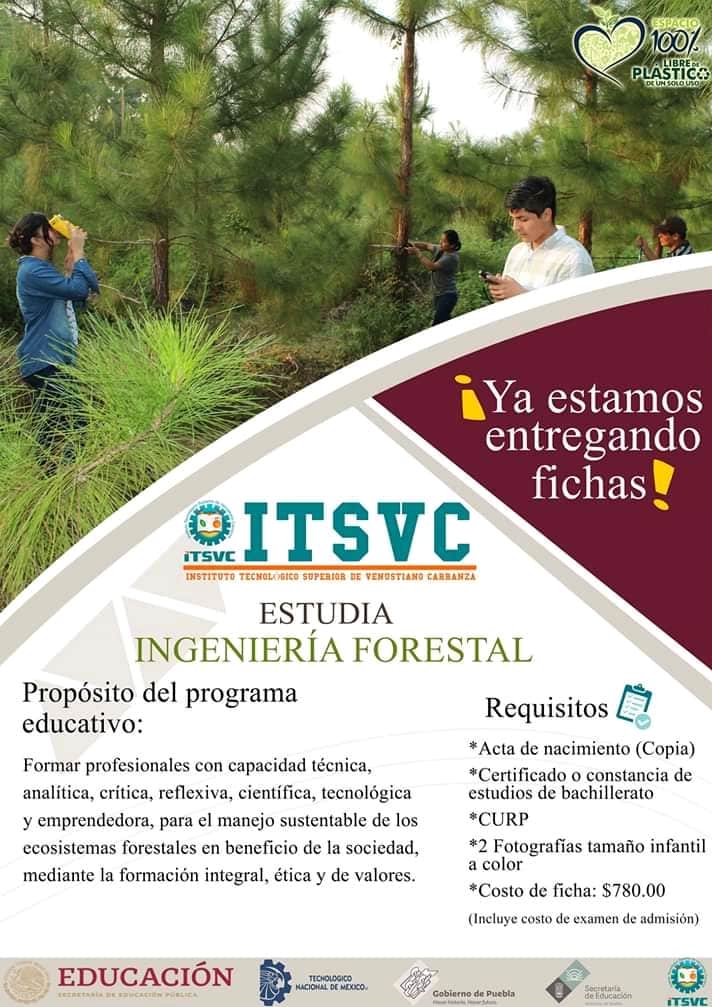 ESPACIO
100%
LIBRE DE
PLÁSTICO
DE UN SOLO USO
¡Ya estamos
entregando
fichas!
iTSVC
ITSVC
INSTITUTO TECNOLÓGICO SUPERIOR DE VENUSTIANO CARRANZA
ESTUDIA
INGENIERÍA FORESTAL
Propósito del programa
educativo:
Formar profesionales con capacidad técnica,
analítica, crítica, reflexiva, científica, tecnológica
y emprendedora, para el manejo sustentable de los
ecosistemas forestales en beneficio de la sociedad,
mediante la formación integral, ética y de valores.
Requisitos
*Acta de nacimiento (Copia)
*Certificado o constancia de
estudios de bachillerato
*CURP
*2 Fotografías tamaño infantil
a color
*Costo de ficha: $780.00
(Incluye costo de examen de admisión)
EDUCACIÓN
SECRETARÍA DE EDUCACIÓN PÚBLICA
TECNOLÓGICO
NACIONAL DE MÉXICO
Gobierno de Puebla
Hacer historia. Hacer futuro.
Secretaría
de Educación
iTSVC